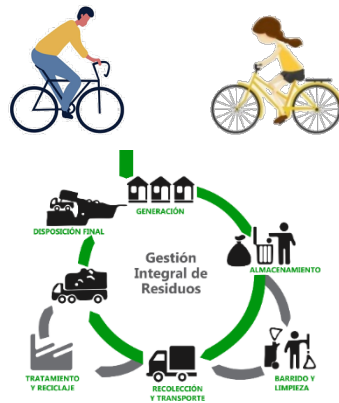 GENERACIÓN
DISPOSICIÓN FINAL
Gestión
Integral de
Residuos
ALMACENAMIENTO
TRATAMIENTO
Y RECICLAJE
RECOLECCIÓN
Y TRANSPORTE
BARRIDO Y
LIMPIEZA